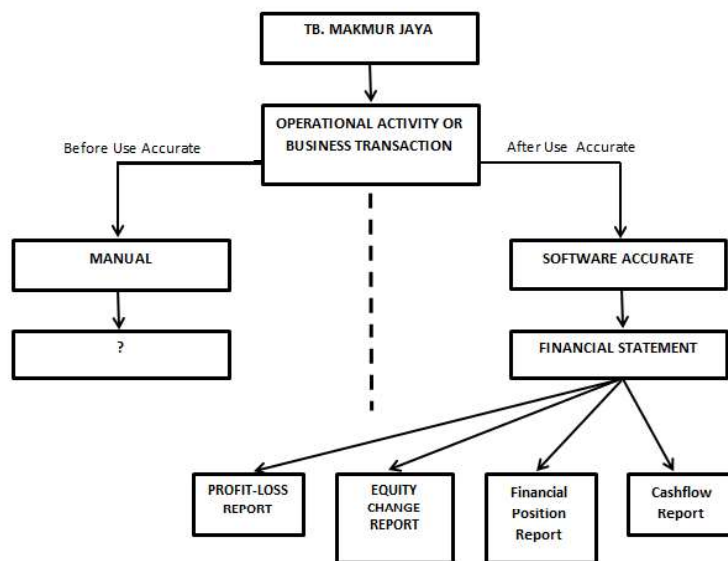 TB. MAKMUR JAYA
OPERATIONAL ACTIVITY OR
BUSINESS TRANSACTION
Before Use Accurate
After Use Accurate
MANUAL
SOFTWARE ACCURATE
?
FINANCIAL STATEMENT
PROFIT-LOSS
REPORT
EQUITY
CHANGE
REPORT
Financial
Position
Report
Cashflow
Report